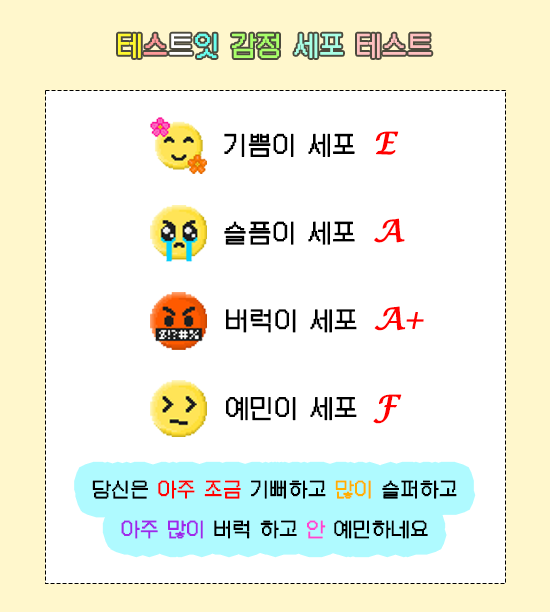 테스트잇 감정 세포 테스트
기쁨이 세포 E
슬픔이 세포 A
$!?#%
버럭이 세포 A+
예민이 세포 F
당신은 아주 조금 기뻐하고 많이 슬퍼하고
아주 많이 버럭 하고 안 예민하네요